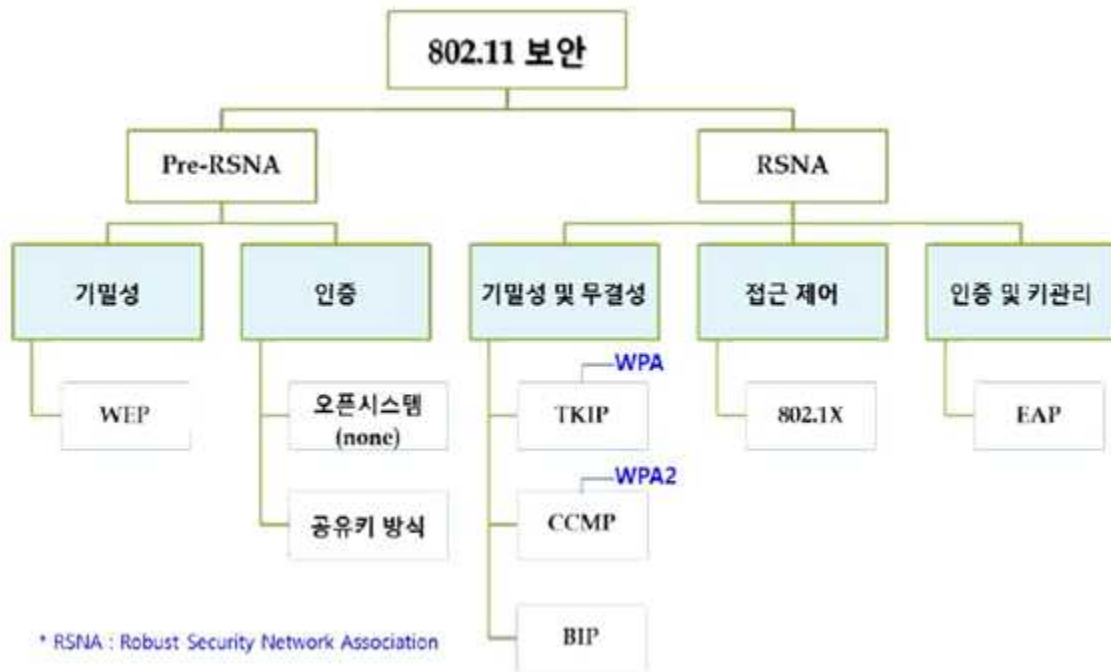 802.11 보안
Pre-RSNA
RSNA
기밀성
인증
기밀성 및 무결성
접근 제어
인증 및 키관리
WPA
WEP
오픈시스템
(none)
TKIP
802.1X
EAP
WPA2
공유키 방식
CCMP
BIP
* RSNA : Robust Security Network Association